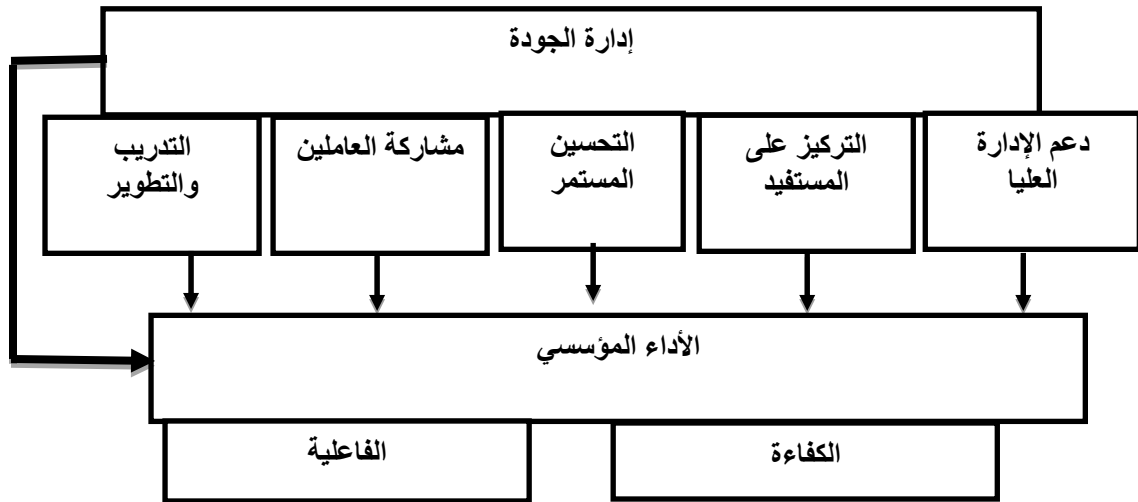 إدارة الجودة
دعم الإدارة
العليا
التركيز على
المستفيد
التحسين
المستمر
مشاركة العاملين
التدريب
والتطوير
الأداء المؤسسي
الكفاءة
الفاعلية